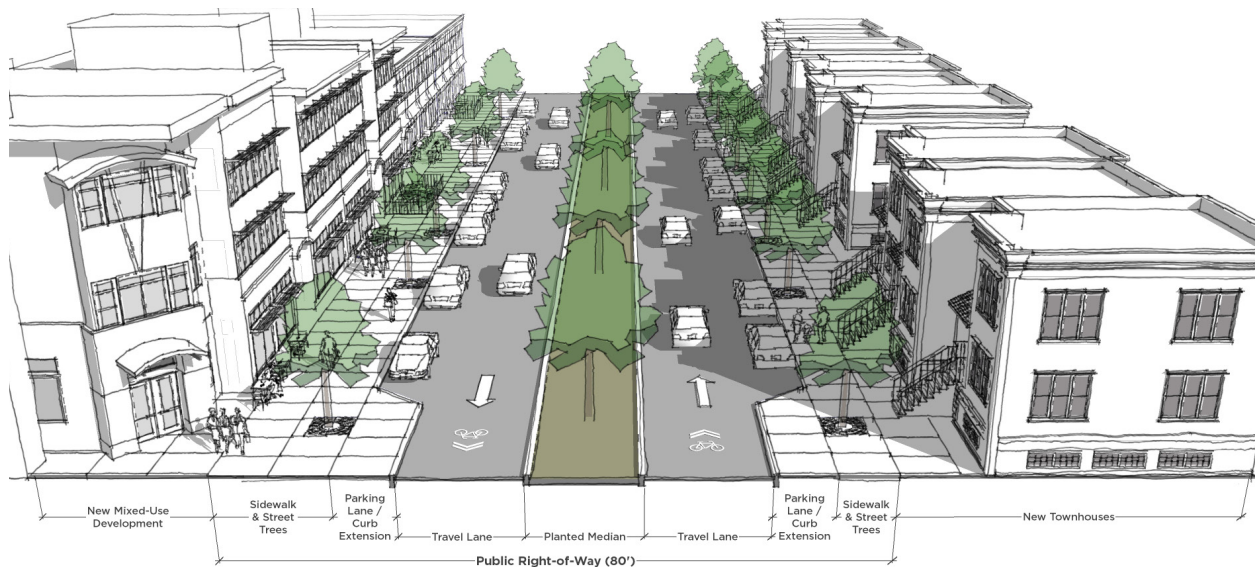 New Mixed-Use
Development
Sidewalk
& Street
Trees
Parking
Lane /
Curb
Extension
Travel Lane
Planted Median
Travel Lane
Parking
Lane /
Curb
Extension
Sidewalk
& Street
Trees
New Townhouses
Public Right-of-Way (80')